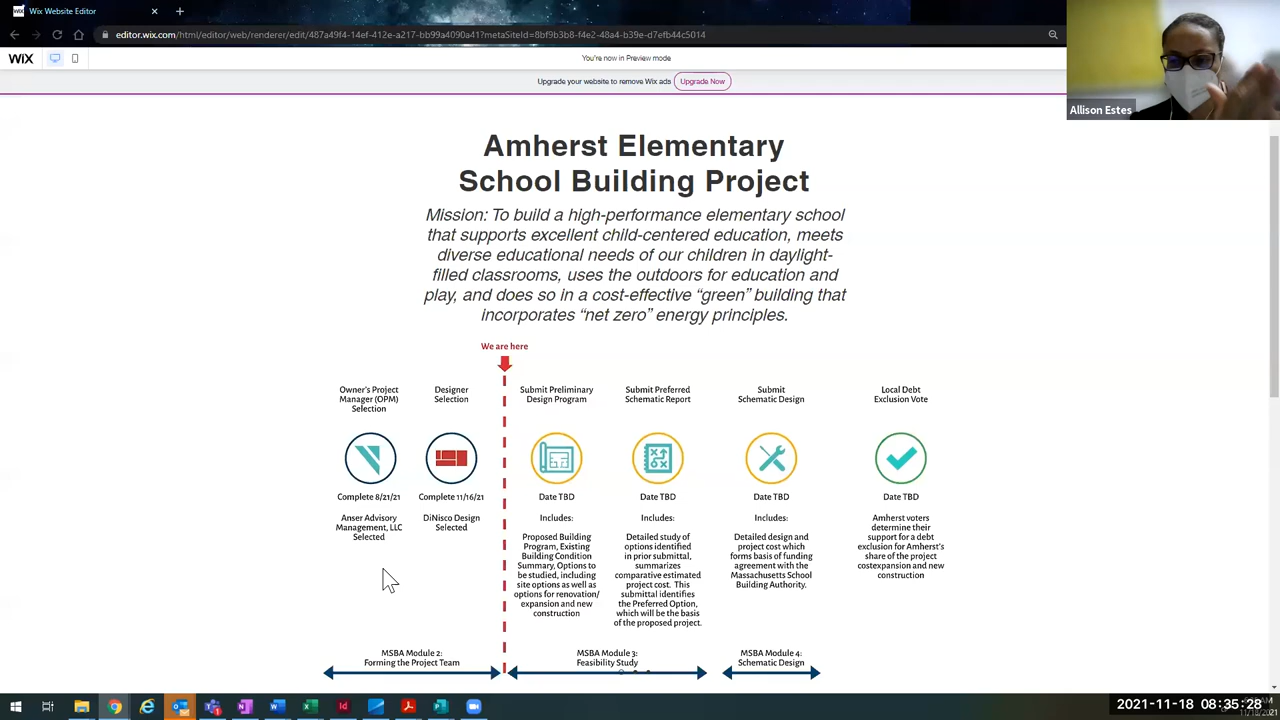 Wix Website Editor
editor.wix.com/html/editor/web/renderer/edit/487a49f4-14ef-412e-a217-bb99a4090a41?metaSiteId=8bf9b3b8-f4e2-48a4-b39e-d7efb44c5014
WIX
You're now in Preview mode
Upgrade your website to remove Wix ads Upgrade Now
Allison Estes
Amherst Elementary
School Building Project
Mission: To build a high-performance elementary school
that supports excellent child-centered education, meets
diverse educational needs of our children in daylight-
filled classrooms, uses the outdoors for education and
play, and does so in a cost-effective “green” building that
incorporates “net zero” energy principles.
We are here
Owner's Project
Manager (OPM)
Selection
Complete 8/21/21
Anser Advisory
Management, LLC
Selected
Designer
Selection
Complete 11/16/21
DiNisco Design
Selected
Submit Preliminary
Design Program
Date TBD
Includes:
Proposed Building
Program, Existing
Building Condition
Summary, Options to
be studied, including
site options as well as
options for renovation/
expansion and new
construction
Submit Preferred
Schematic Report
Date TBD
Includes:
Detailed study of
options identified
in prior submittal,
summarizes
comparative estimated
project cost. This
submittal identifies
the Preferred Option,
which will be the basis
of the proposed project.
Submit
Schematic Design
Date TBD
Includes:
Detailed design and
project cost which
forms basis of funding
agreement with the
Massachusetts School
Building Authority.
Local Debt
Exclusion Vote
Date TBD
Amherst voters
determine their
support for a debt
exclusion for Amherst's
share of the project
costexpansion and new
construction
MSBA Module 2:
Forming the Project Team
MSBA Module 3:
Feasibility Study
MSBA Module 4:
Schematic Design
2021-11-18 08:35:28